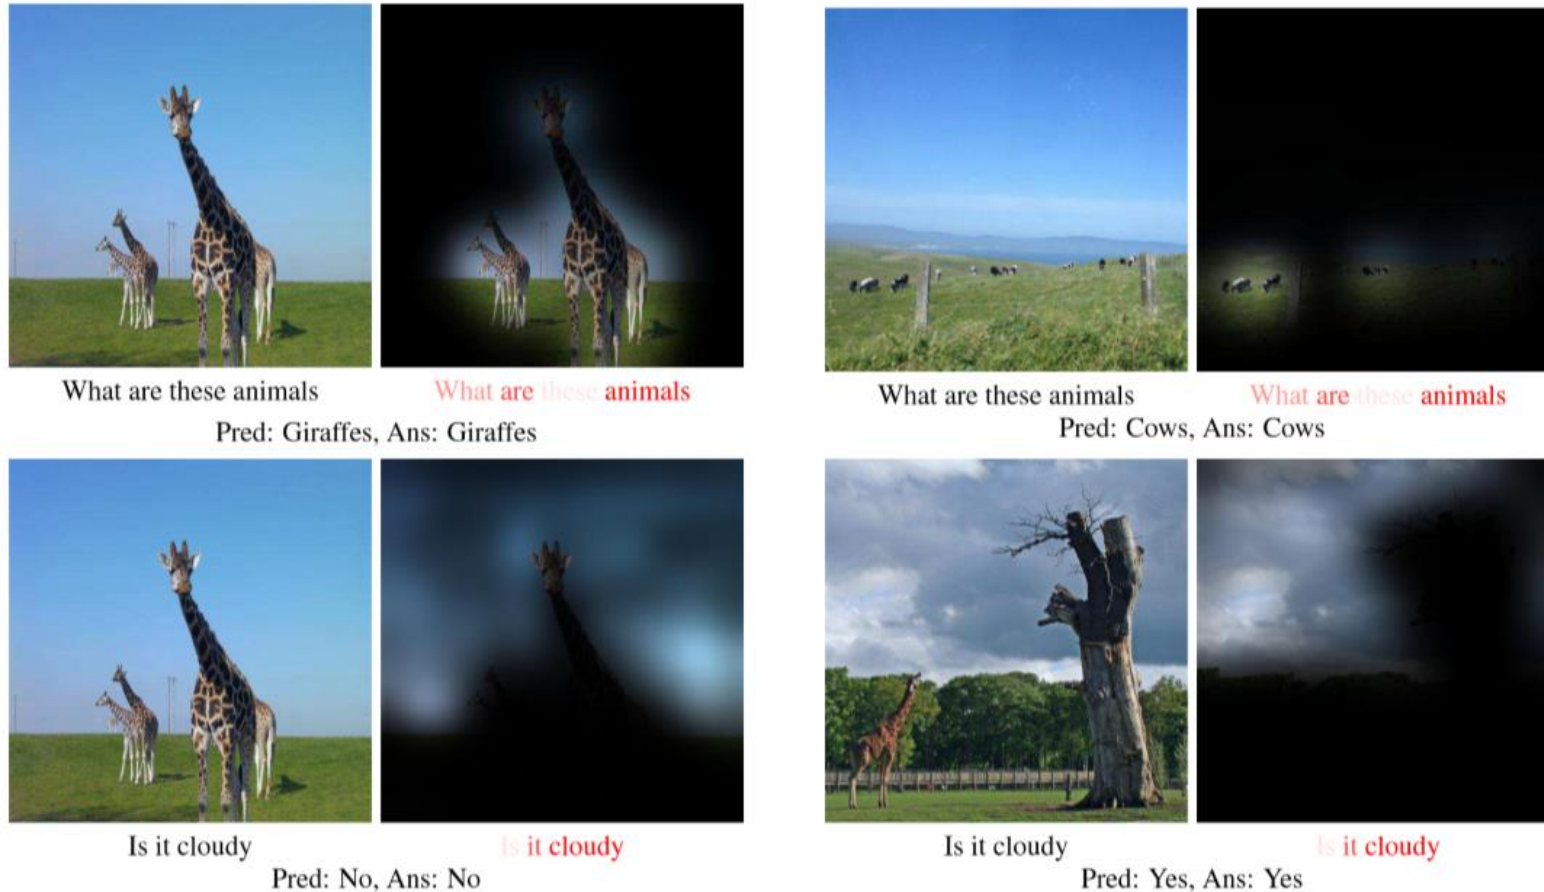 What are these animals What are these animals
Pred: Giraffes, Ans: Giraffes
What are these animals What are these animals
Pred: Cows, Ans: Cows
Is it cloudy Is it cloudy
Pred: No, Ans: No
Is it cloudy Is it cloudy
Pred: Yes, Ans: Yes